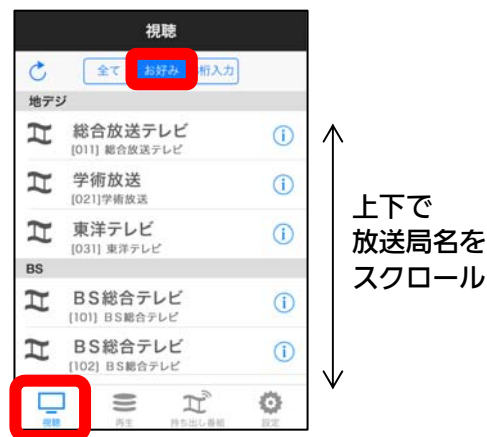 視聴
全て お好み 桁入力
地デジ
総合放送テレビ
[011] 総合放送テレビ
学術放送
[021]学術放送
東洋テレビ
[031] 東洋テレビ
BS
BS総合テレビ
[101] BS総合テレビ
BS総合テレビ
[102] BS総合テレビ
視聴 再生 持ち出し番組 設定
上下で
放送局名を
スクロール